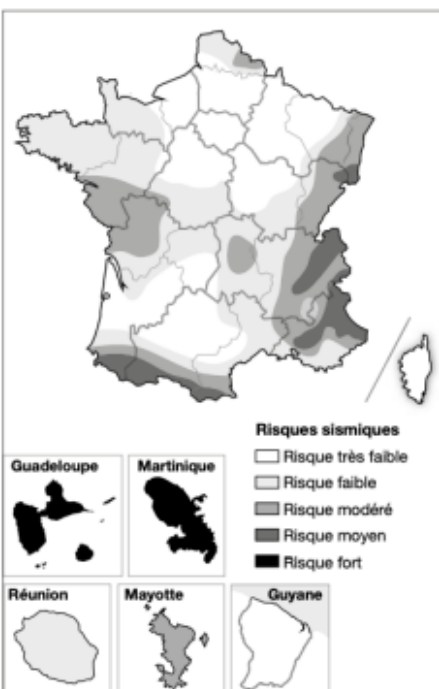 Risques sismiques
Risque très faible
Risque faible
Risque modéré
Risque moyen
Risque fort
Guadeloupe
Martinique
Réunion
Mayotte
Guyane